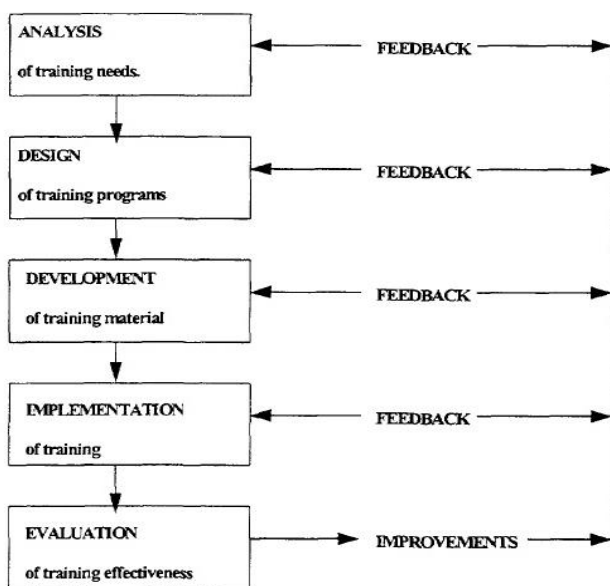 ANALYSIS
FEEDBACK
of training needs.
DESIGN
FEEDBACK
of training programs
DEVELOPMENT
FEEDBACK
of training material
IMPLEMENTATION
FEEDBACK
of training
EVALUATION
IMPROVEMENTS
of training effectiveness